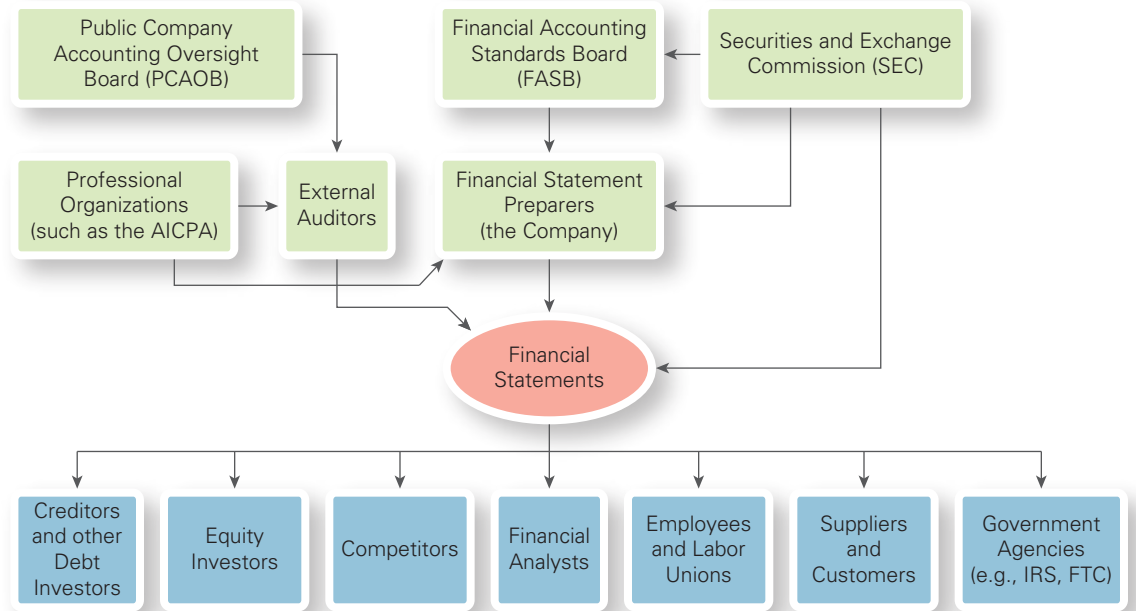 Public Company
Accounting Oversight
Board (PCAOB)
Financial Accounting
Standards Board
(FASB)
Securities and Exchange
Commission (SEC)
Professional
Organizations
(such as the AICPA)
External
Auditors
Financial Statement
Preparers
(the Company)
Financial
Statements
Creditors
and other
Debt
Investors
Equity
Investors
Competitors
Financial
Analysts
Employees
and Labor
Unions
Suppliers
and
Customers
Government
Agencies
(e.g., IRS, FTC)